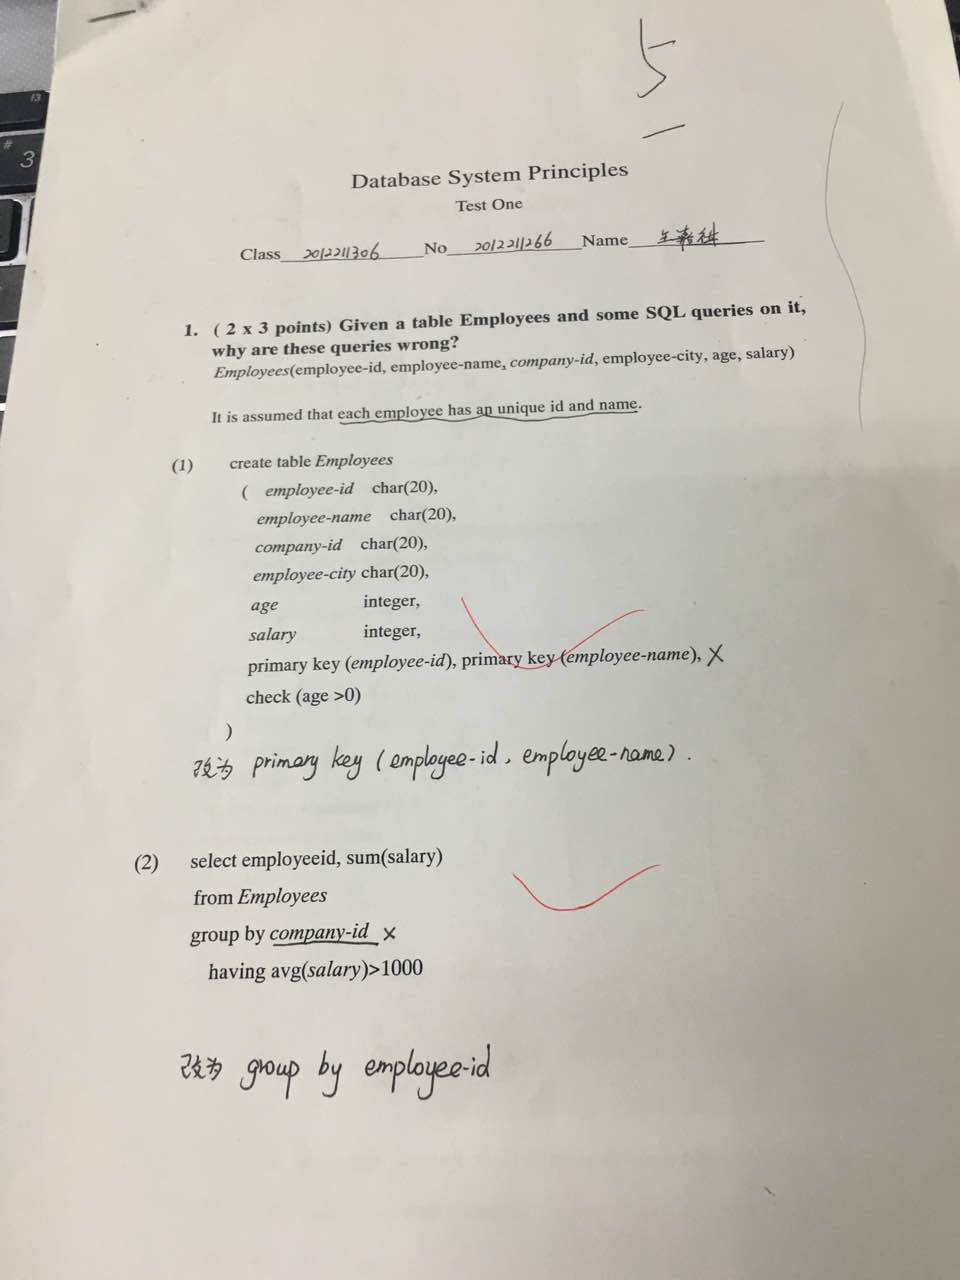 5
Database System Principles
Test One
Class 2012211306 No 2012211266 Name 王嘉琳
1. ( 2 x 3 points) Given a table Employees and some SQL queries on it,
why are these queries wrong?
Employees(employee-id, employee-name, company-id, employee-city, age, salary)
It is assumed that each employee has an unique id and name.
(1) create table Employees
( employee-id char(20),
employee-name char(20),
company-id char(20),
employee-city char(20),
age integer,
salary integer,
primary key (employee-id), primary key (employee-name), X
check (age >0)
)
改为 primary key (employee-id, employee-name).
(2) select employeeid, sum(salary)
from Employees
group by company-id X
having avg(salary)>1000
改为 group by employee-id
f3
#
3